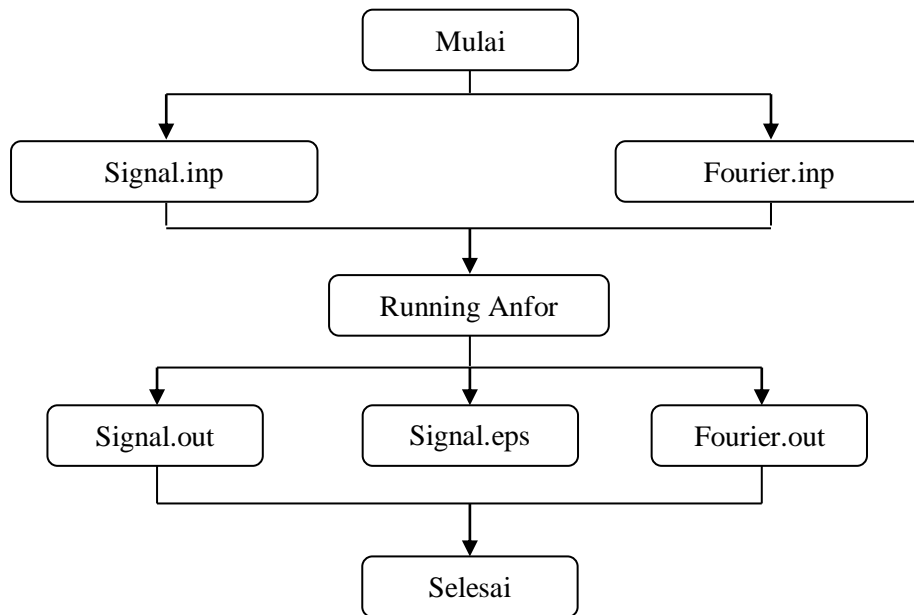 Mulai
Signal.inp
Fourier.inp
Running Anfor
Signal.out
Signal.eps
Fourier.out
Selesai